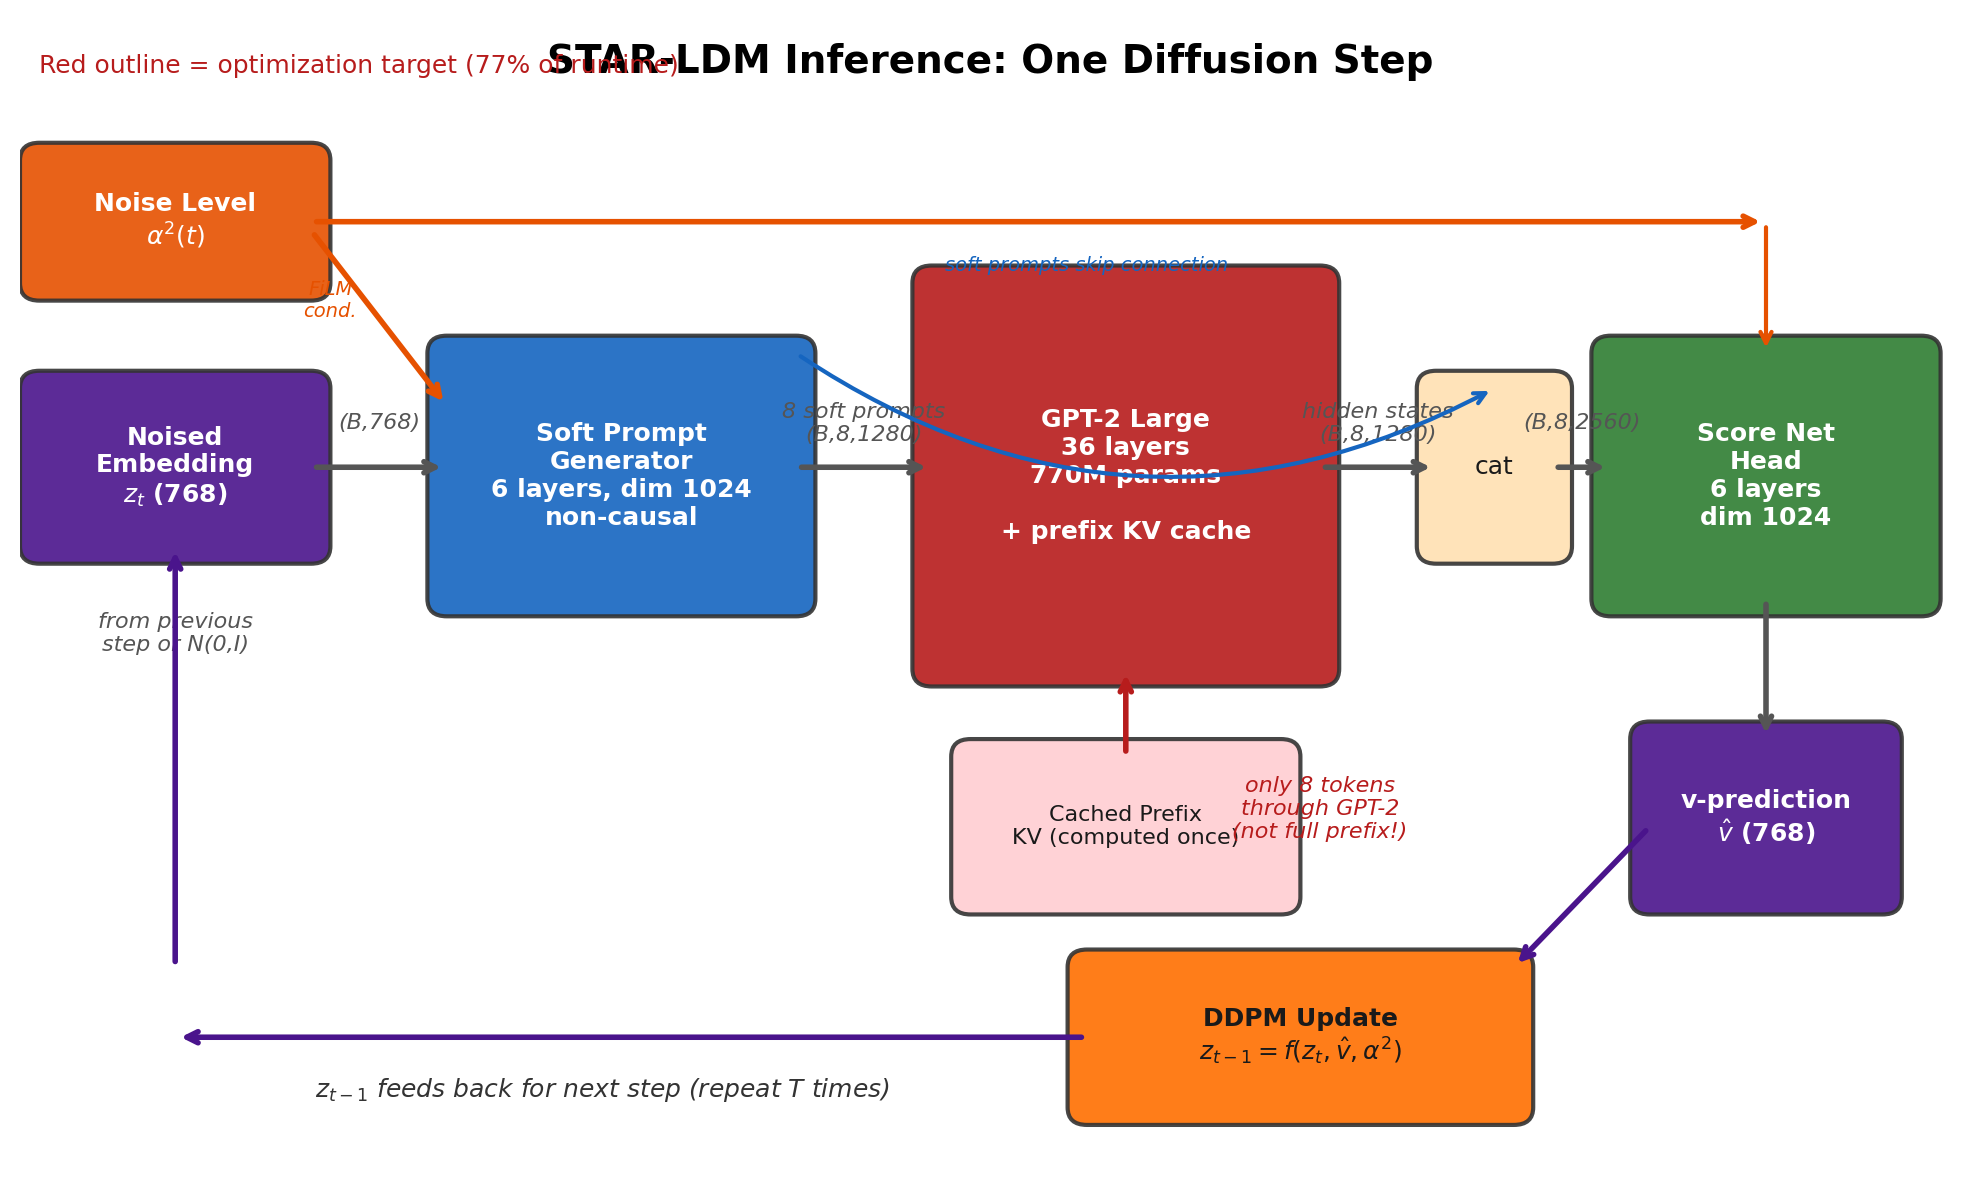 STAR-LDM Inference: One Diffusion Step
Red outline = optimization target (77% of runtime)
Noise Level
α²(t)
soft prompts skip connection
FiLM
cond.
Noised
Embedding
z_t (768)
(B,768)
Soft Prompt
Generator
6 layers, dim 1024
non-causal
8 soft prompts
(B,8,1280)
GPT-2 Large
36 layers
770M params
+ prefix KV cache
hidden states
(B,8,1280)
cat
(B,8,2560)
Score Net
Head
6 layers
dim 1024
from previous
step or N(0,I)
Cached Prefix
KV (computed once)
only 8 tokens
through GPT-2
(not full prefix!)
v-prediction
v̂ (768)
DDPM Update
z_{t−1} = f(z_t, v̂, α²)
z_{t−1} feeds back for next step (repeat T times)